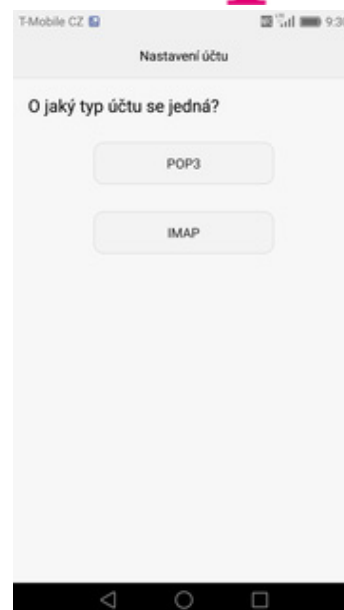 T-Mobile CZ
9:30
Nastavení účtu
O jaký typ účtu se jedná?
POP3
IMAP